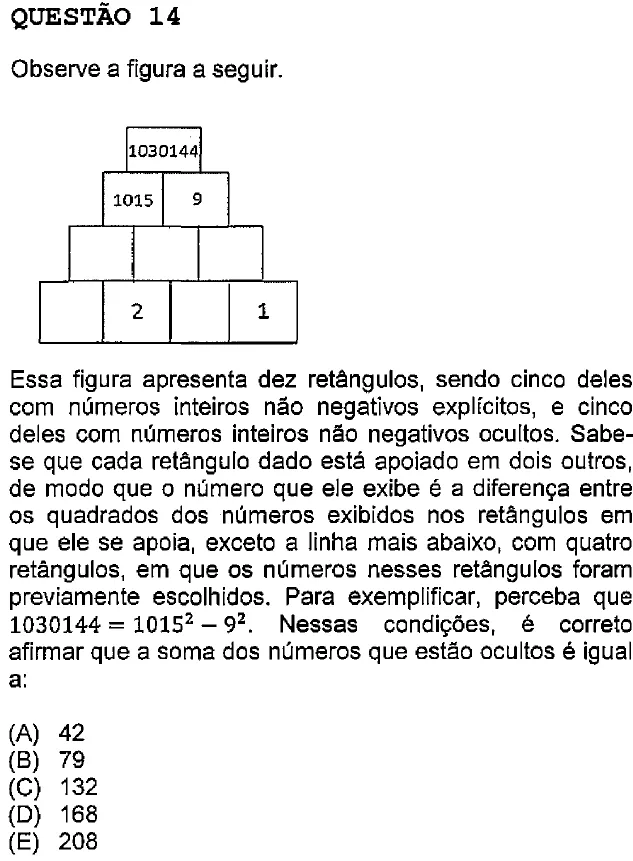 QUESTÃO 14
Observe a figura a seguir.
1030144
1015 9
2 1
Essa figura apresenta dez retângulos, sendo cinco deles
com números inteiros não negativos explícitos, e cinco
deles com números inteiros não negativos ocultos. Sabe-
se que cada retângulo dado está apoiado em dois outros,
de modo que o número que ele exibe é a diferença entre
os quadrados dos números exibidos nos retângulos em
que ele se apoia, exceto a linha mais abaixo, com quatro
retângulos, em que os números nesses retângulos foram
previamente escolhidos. Para exemplificar, perceba que
1030144 = 1015² − 9². Nessas condições, é correto
afirmar que a soma dos números que estão ocultos é igual
a:
(A) 42
(B) 79
(C) 132
(D) 168
(E) 208